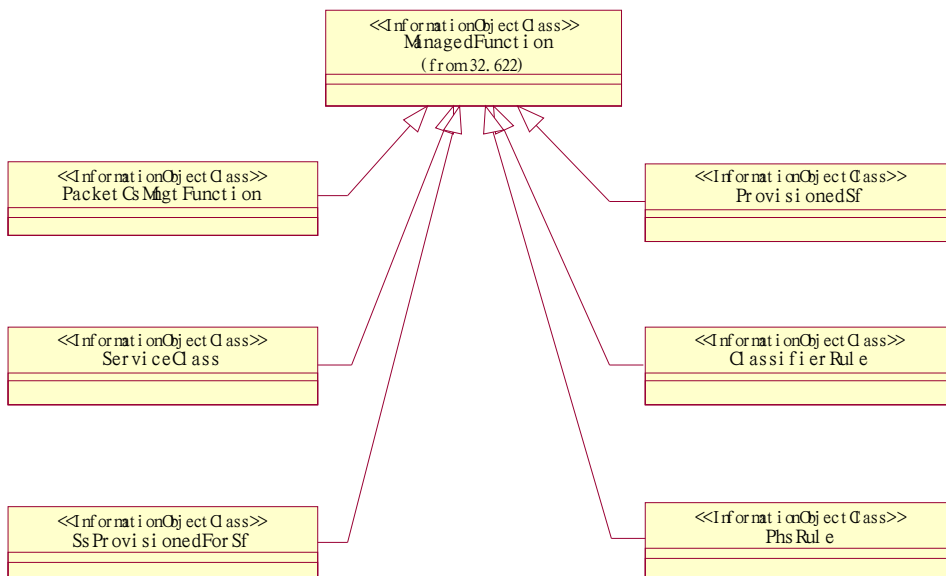 <<InformationObjectClass>>
ManagedFunction
(from 32.622)
<<InformationObjectClass>>
PacketCsMgtFunction
<<InformationObjectClass>>
ProvisionedSf
<<InformationObjectClass>>
ServiceClass
<<InformationObjectClass>>
ClassifierRule
<<InformationObjectClass>>
SsProvisionedForSf
<<InformationObjectClass>>
PhsRule